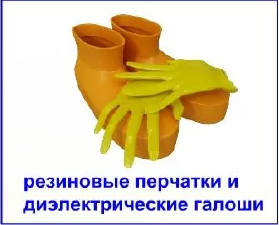 резиновые перчатки и
диэлектрические галоши